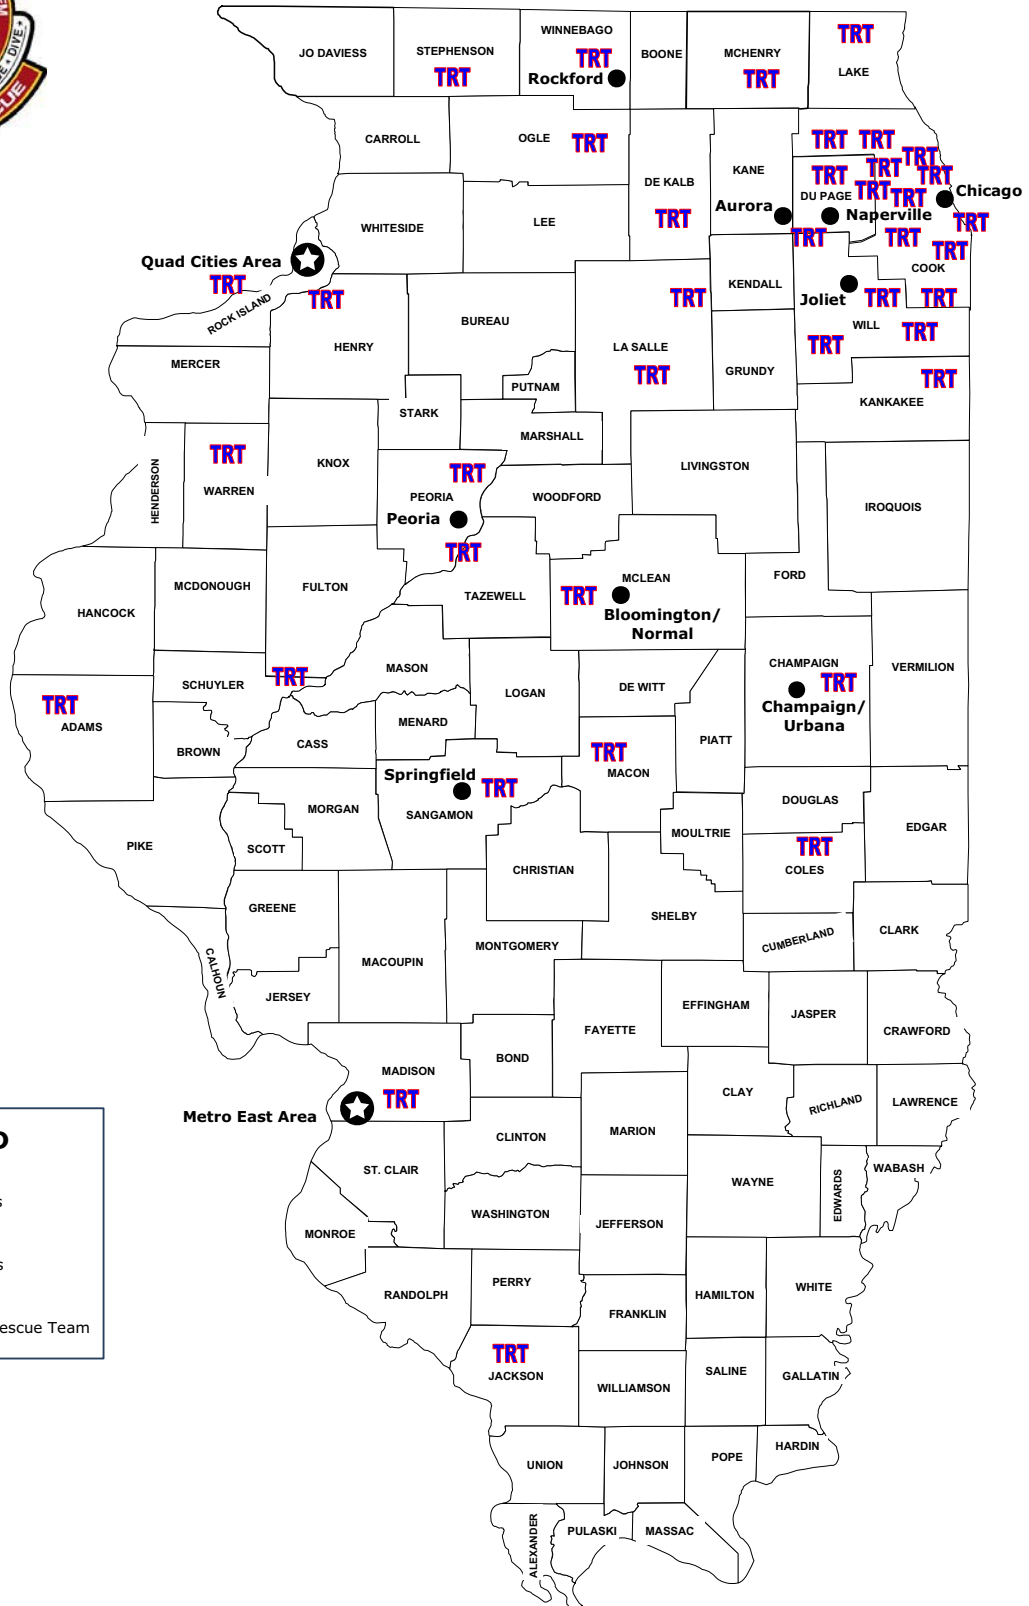 DIVE
WINNEBAGO
TRT
JO DAVIESS
STEPHENSON
TRT
BOONE
MCHENRY
LAKE
TRT
Rockford
TRT
CARROLL
OGLE
TRT
TRT
TRT
KANE
TRT
TRT
TRT
TRT
DE KALB
DU PAGE
TRT
TRT
Chicago
Aurora
Naperville
TRT
TRT
WHITESIDE
LEE
TRT
TRT
TRT
COOK
Quad Cities Area
TRT
KENDALL
Joliet
TRT
TRT
TRT
TRT
ROCK ISLAND
BUREAU
WILL
TRT
HENRY
LA SALLE
TRT
MERCER
TRT
GRUNDY
TRT
PUTNAM
KANKAKEE
STARK
MARSHALL
TRT
KNOX
TRT
LIVINGSTON
HENDERSON
WARREN
PEORIA
WOODFORD
IROQUOIS
Peoria
TRT
MCLEAN
FORD
MCDONOUGH
FULTON
TAZEWELL
TRT
HANCOCK
Bloomington/
Normal
MASON
CHAMPAIGN
VERMILION
SCHUYLER
TRT
LOGAN
DE WITT
TRT
TRT
ADAMS
MENARD
Champaign/
Urbana
BROWN
CASS
PIATT
TRT
MACON
Springfield
TRT
MORGAN
SANGAMON
DOUGLAS
EDGAR
MOULTRIE
PIKE
SCOTT
TRT
COLES
CHRISTIAN
GREENE
SHELBY
CUMBERLAND
CLARK
MONTGOMERY
MACOUPIN
CALHOUN
JERSEY
EFFINGHAM
JASPER
FAYETTE
CRAWFORD
BOND
MADISON
TRT
CLAY
RICHLAND
LAWRENCE
Metro East Area
CLINTON
MARION
ST. CLAIR
WAYNE
EDWARDS
WABASH
WASHINGTON
JEFFERSON
MONROE
PERRY
RANDOLPH
HAMILTON
WHITE
FRANKLIN
escue Team
TRT
JACKSON
WILLIAMSON
SALINE
GALLATIN
UNION
JOHNSON
POPE
HARDIN
ALEXANDER
PULASKI
MASSAC